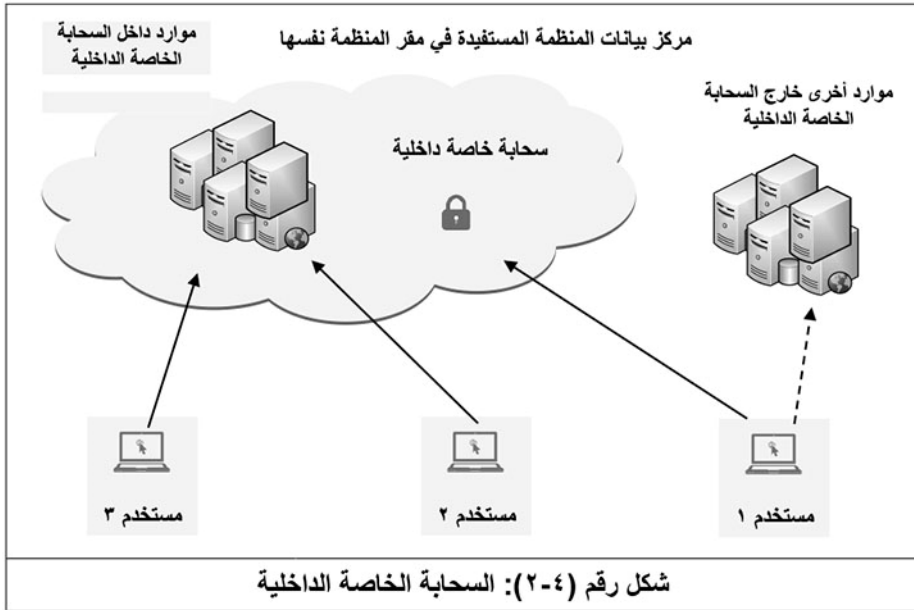 مركز بيانات المنظمة المستفيدة في مقر المنظمة نفسها
موارد داخل السحابة
الخاصة الداخلية
موارد أخرى خارج السحابة
الخاصة الداخلية
سحابة خاصة داخلية
مستخدم ١
مستخدم ٢
مستخدم ٣
شكل رقم (٤-٢): السحابة الخاصة الداخلية